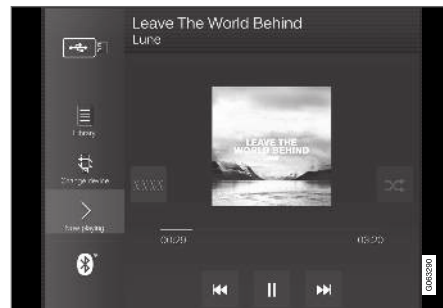 Leave The World Behind
Lune
Library
Change device
Now playing
LEAVE THE
WORLD BEHIND
XXXX
00:29
03:20
G063290